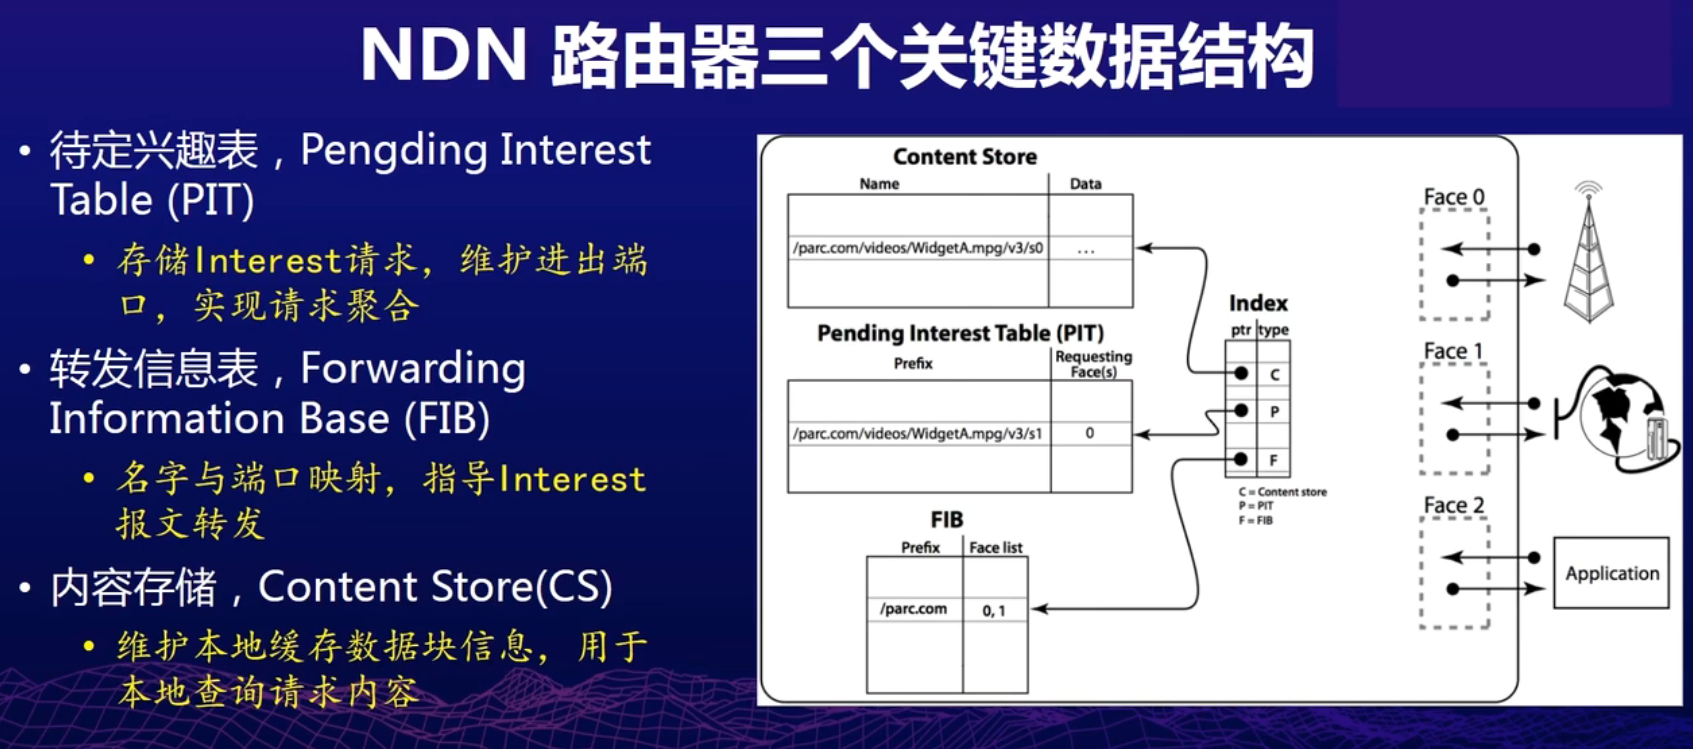 NDN 路由器三个关键数据结构
• 待定兴趣表，Pengding Interest
Table (PIT)
• 存储Interest请求，维护进出端
口，实现请求聚合
• 转发信息表，Forwarding
Information Base (FIB)
• 名字与端口映射，指导Interest
报文转发
• 内容存储，Content Store(CS)
• 维护本地缓存数据块信息，用于
本地查询请求内容
Content Store
Name Data
/parc.com/videos/WidgetA.mpg/v3/s0 ...
Pending Interest Table (PIT)
Prefix Requesting
Face(s)
/parc.com/videos/WidgetA.mpg/v3/s1 0
FIB
Prefix Face list
/parc.com 0, 1
Index
ptr type
C
P
F
C = Content store
P = PIT
F = FIB
Face 0
Face 1
Face 2
Application